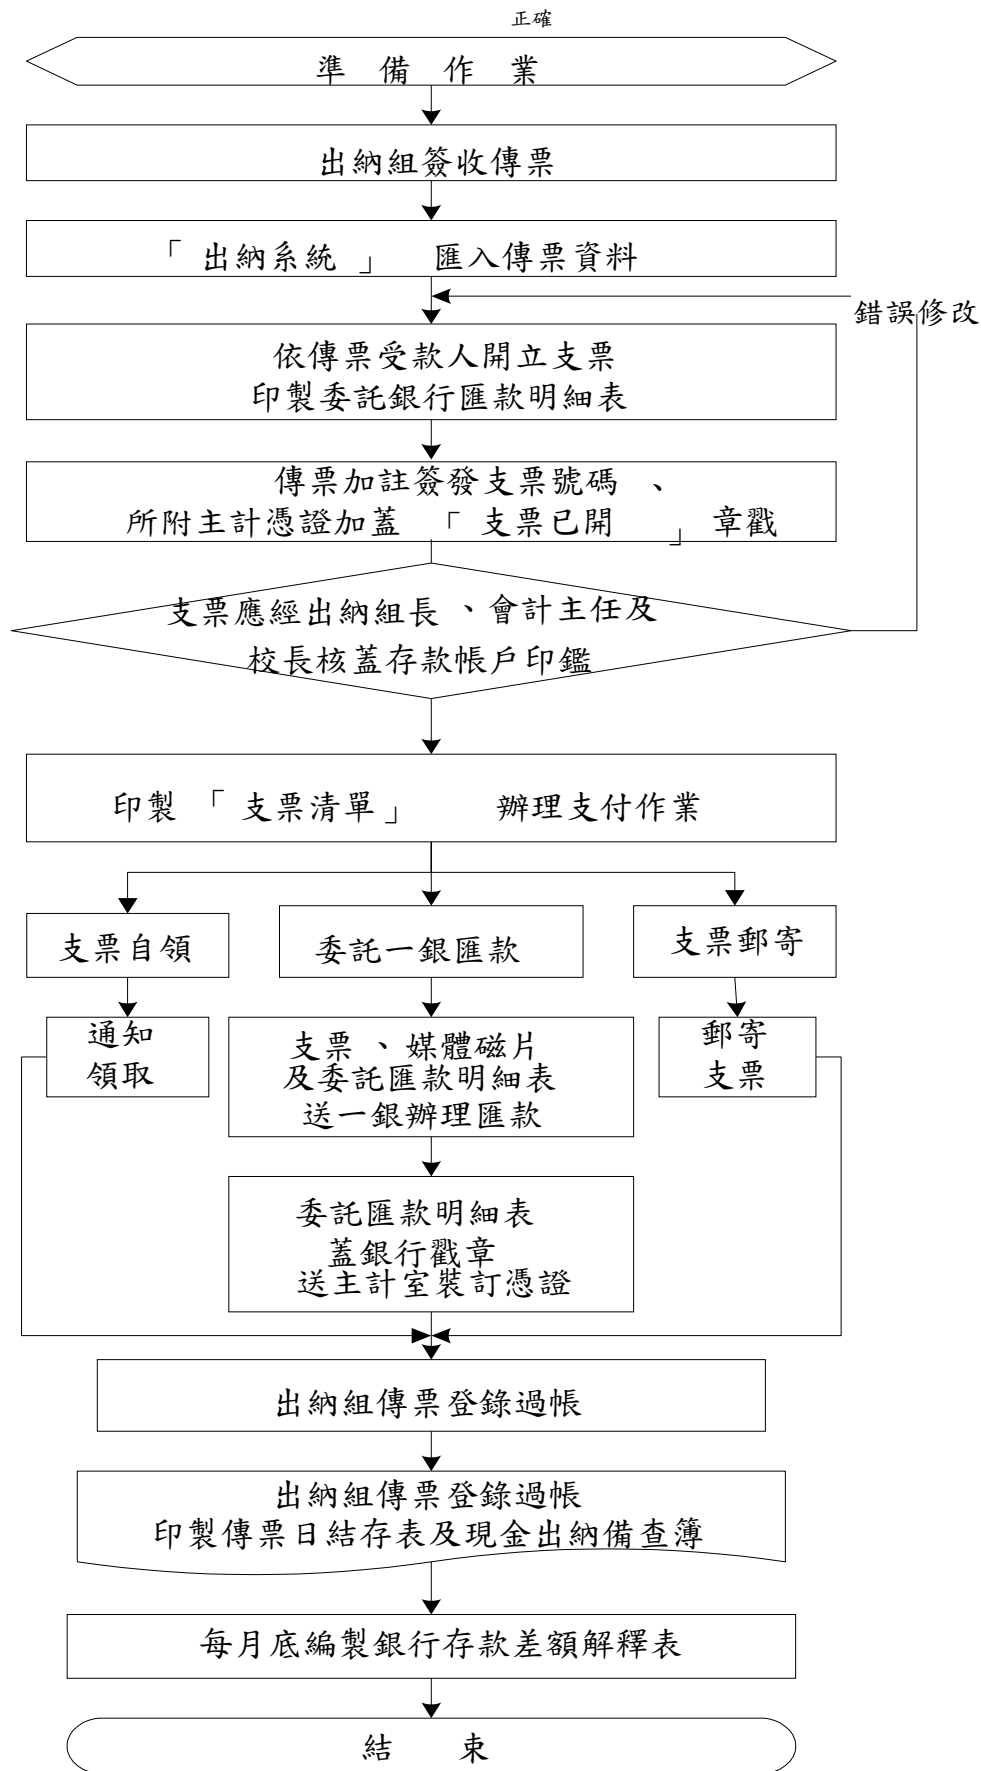 正確
準 備 作 業
出納組簽收傳票
「 出納系統 」 匯入傳票資料
錯誤修改
依傳票受款人開立支票
印製委託銀行匯款明細表
傳票加註簽發支票號碼 、
所附主計憑證加蓋 「 支票已開 」 章戳
支票應經出納組長 、會計主任及
校長核蓋存款帳戶印鑑
印製 「 支票清單 」 辦理支付作業
支票自領
委託一銀匯款
支票郵寄
通知
領取
支票 、媒體磁片
及委託匯款明細表
送一銀辦理匯款
郵寄
支票
委託匯款明細表
蓋銀行戳章
送主計室裝訂憑證
出納組傳票登錄過帳
出納組傳票登錄過帳
印製傳票日結存表及現金出納備查簿
每月底編製銀行存款差額解釋表
結 束